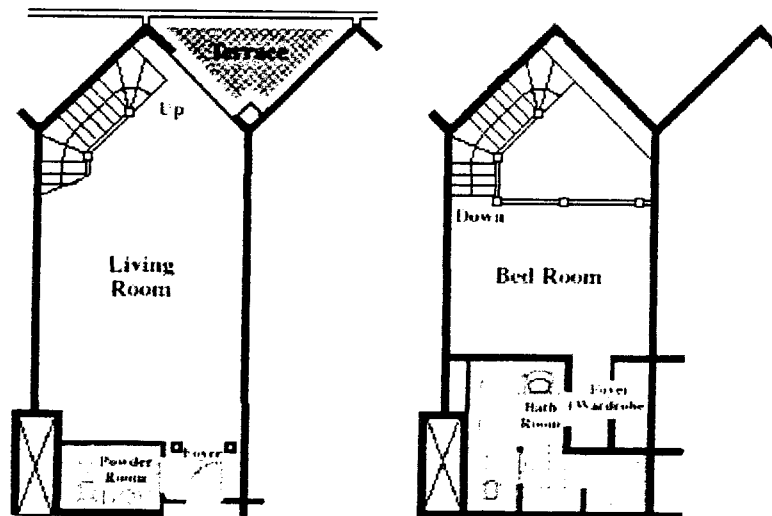 Terrace
Up
Living
Room
Powder
Room
Foyer
Down
Bed Room
Bath
Room
Foyer
/Wardrobe